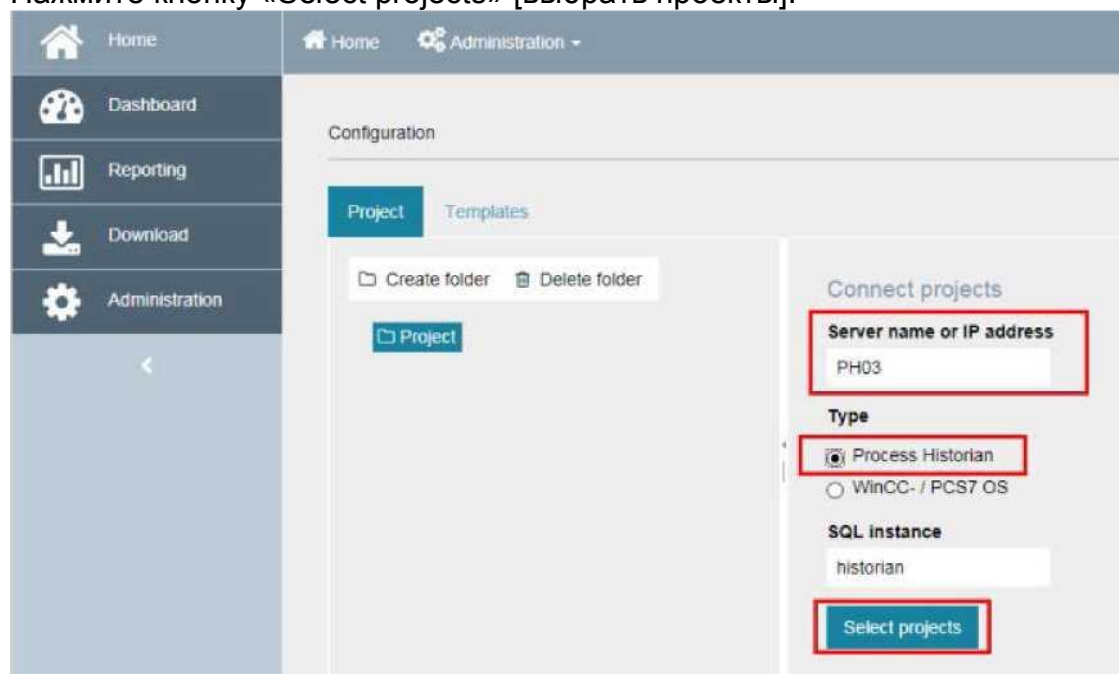 Нажмите кнопку «Select projects» [выбрать проекты].
Home
Dashboard
Reporting
Download
Administration
Home Administration
Configuration
Project Templates
Create folder Delete folder
Project
Connect projects
Server name or IP address
PH03
Type
Process Historian
WinCC- / PCS7 OS
SQL instance
historian
Select projects